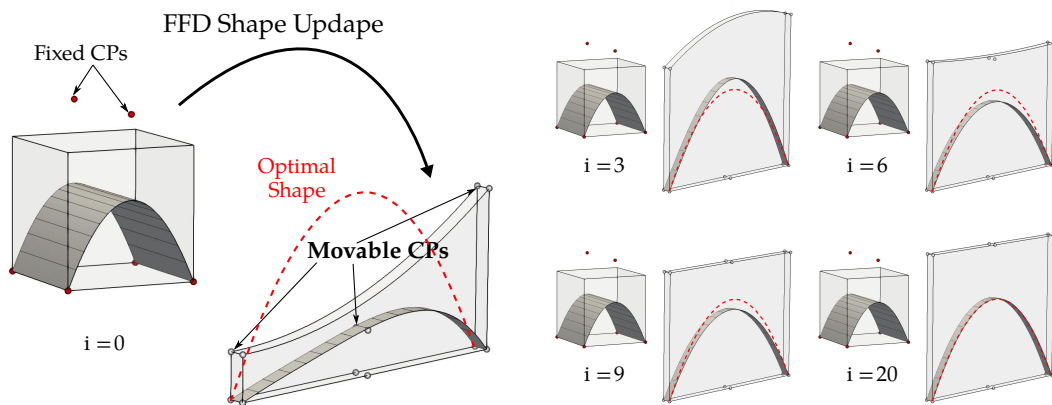 FFD Shape Updape
Fixed CPs
Optimal
Shape
Movable CPs
i = 0
i = 3
i = 6
i = 9
i = 20